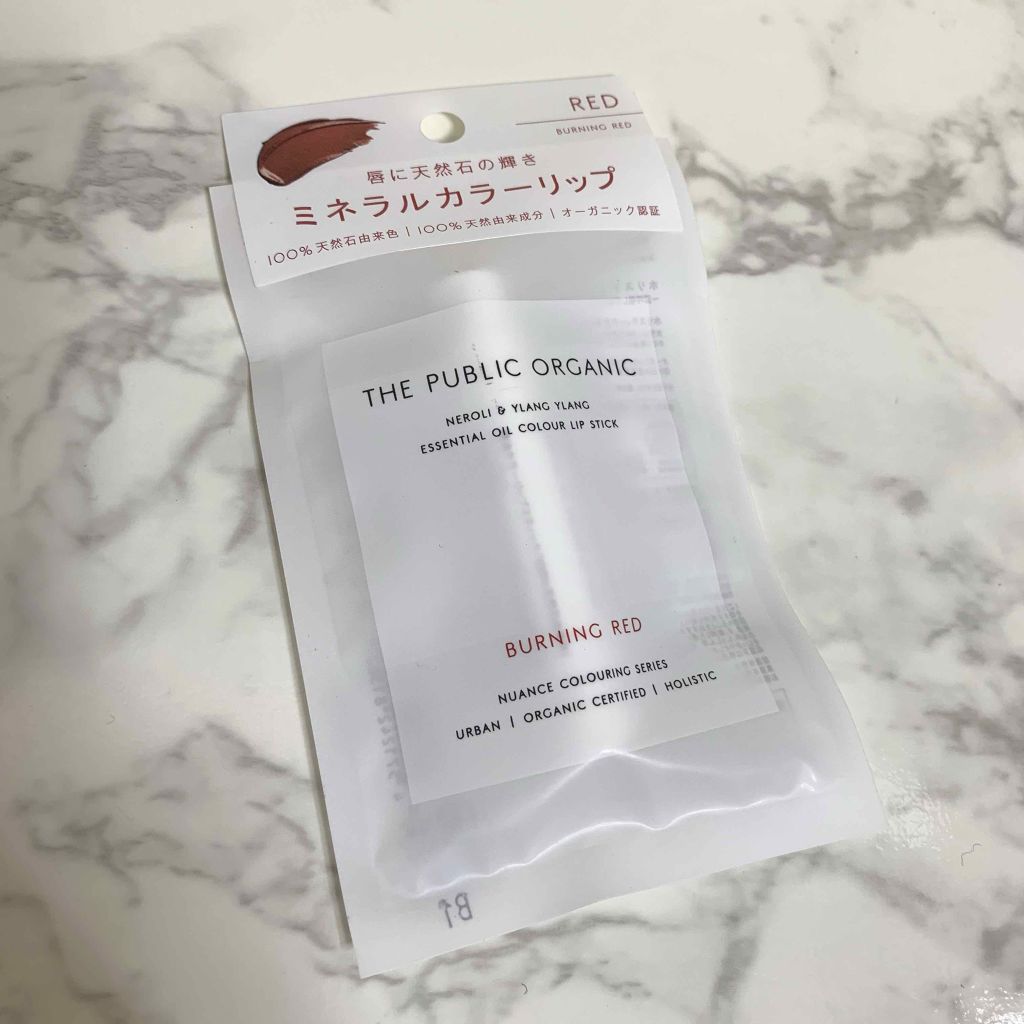 RED
BURNING RED
唇に天然石の輝き
ミネラルカラーリップ
100%天然石由来色 | 100%天然由来成分 | オーガニック認証
THE PUBLIC ORGANIC
NEROLI & YLANG YLANG
ESSENTIAL OIL COLOUR LIP STICK
BURNING RED
NUANCE COLOURING SERIES
URBAN | ORGANIC CERTIFIED | HOLISTIC
B1